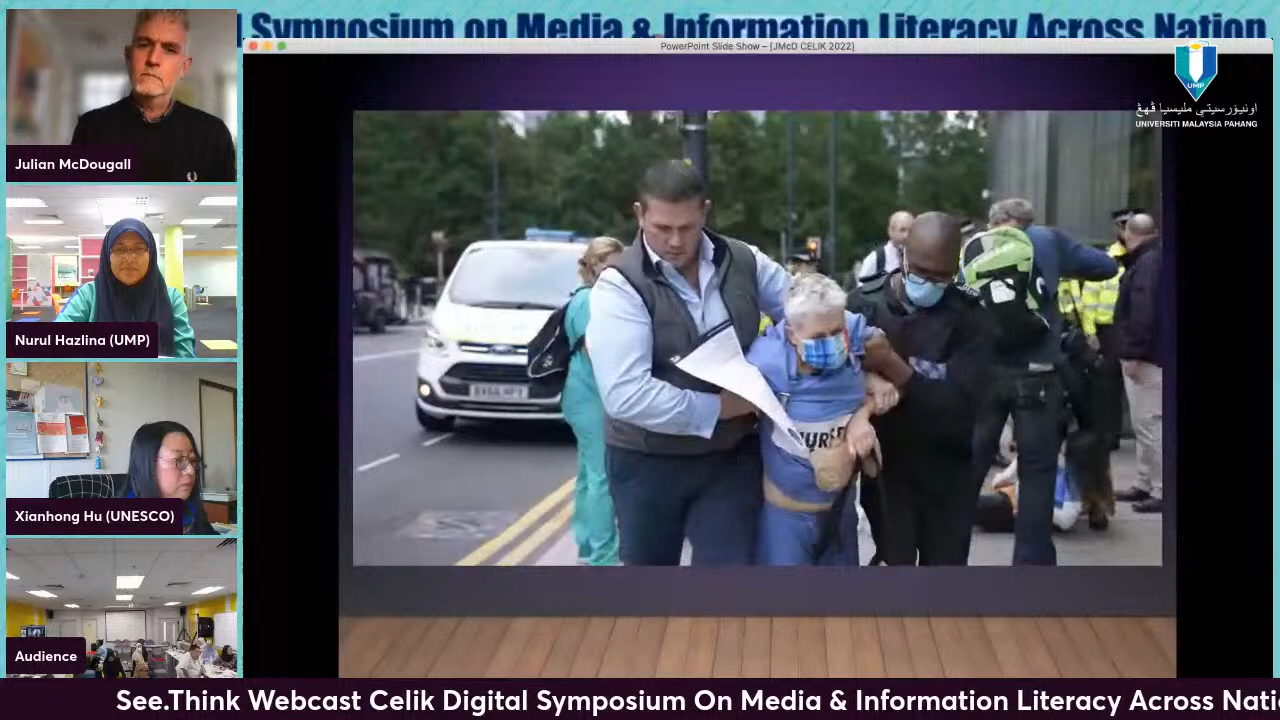 Symposium on Media & Information Literacy Across Nation
PowerPoint Slide Show – [JMcD CELIK 2022]
UMP
اونيۏرسيتي مليسيا ڤهڠ
UNIVERSITI MALAYSIA PAHANG
Julian McDougall
Nurul Hazlina (UMP)
Xianhong Hu (UNESCO)
Audience
See.Think Webcast Celik Digital Symposium On Media & Information Literacy Across Nati